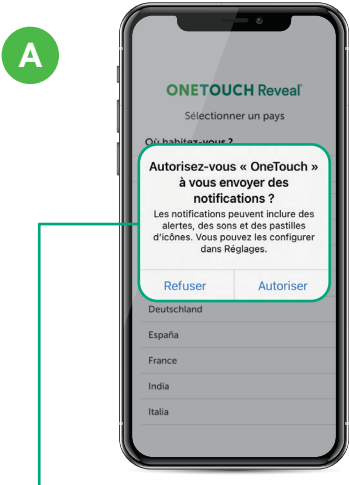 A
ONETOUCH Reveal®
Sélectionner un pays
Où habitez-vous ?
Autorisez-vous « OneTouch »
à vous envoyer des
notifications ?
Les notifications peuvent inclure des
alertes, des sons et des pastilles
d'icônes. Vous pouvez les configurer
dans Réglages.
Refuser Autoriser
Deutschland
España
France
India
Italia